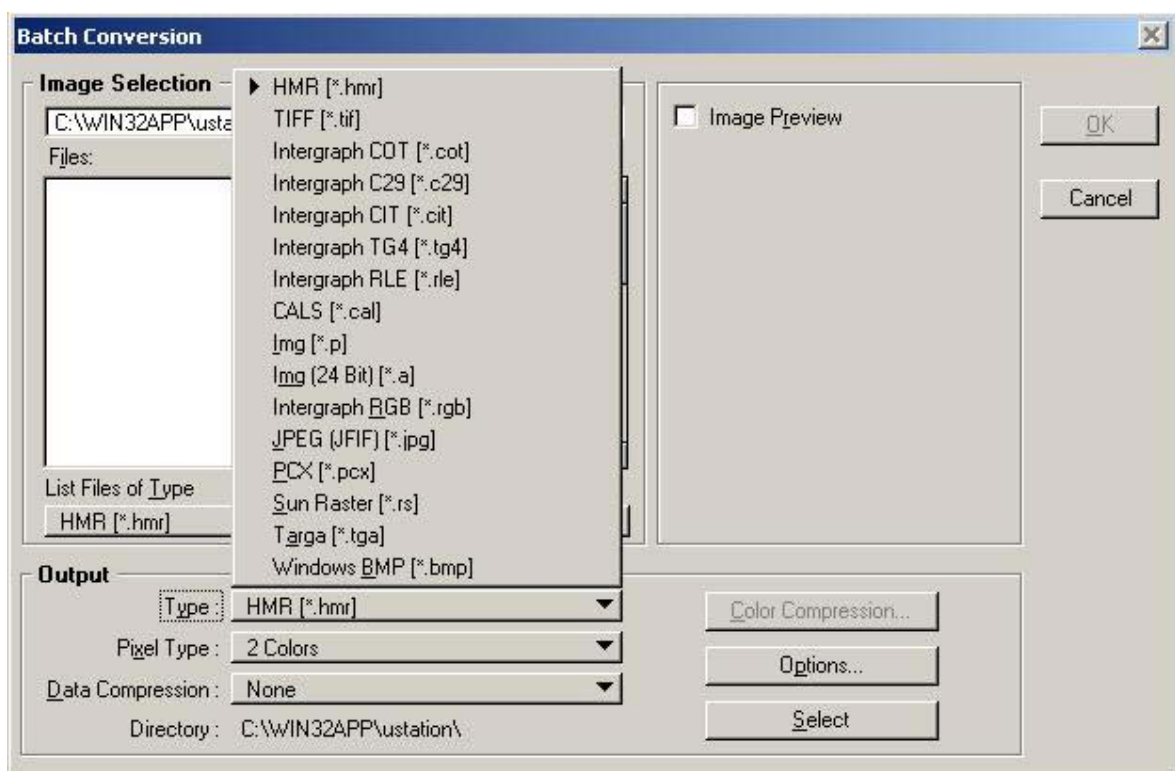 Batch Conversion
Image Selection
C:\WIN32APP\usta
Files:
List Files of Type
HMR [*.hmr]
HMR [*.hmr]
TIFF [*.tif]
Intergraph COT [*.cot]
Intergraph C29 [*.c29]
Intergraph CIT [*.cit]
Intergraph TG4 [*.tg4]
Intergraph RLE [*.rle]
CALS [*.cal]
Img [*.p]
Img (24 Bit) [*.a]
Intergraph RGB [*.rgb]
JPEG (JFIF) [*.jpg]
PCX [*.pcx]
Sun Raster [*.rs]
Targa [*.tga]
Windows BMP [*.bmp]
Image Preview
OK
Cancel
Output
Type : HMR [*.hmr]
Pixel Type : 2 Colors
Data Compression : None
Directory : C:\WIN32APP\ustation\
Color Compression...
Options...
Select